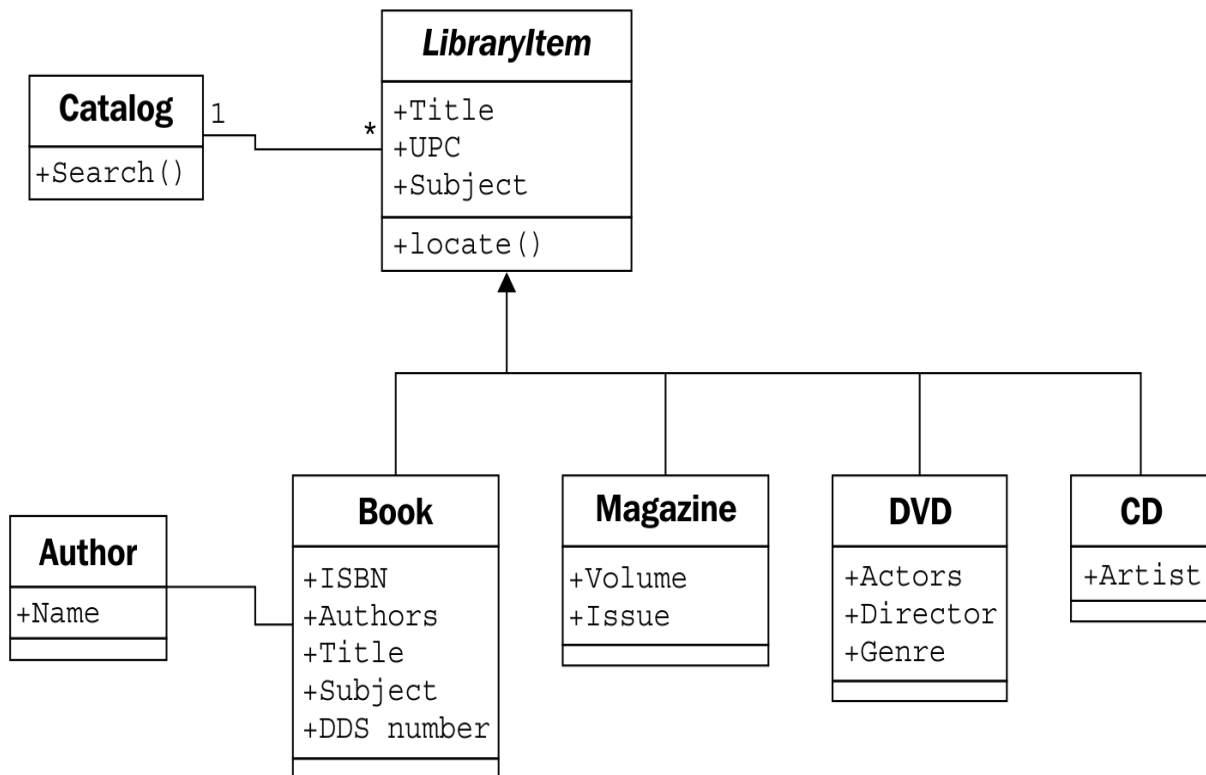 LibraryItem
+Title
+UPC
+Subject
+locate()
Catalog
+Search()
1
*
Book
+ISBN
+Authors
+Title
+Subject
+DDS number
Author
+Name
Magazine
+Volume
+Issue
DVD
+Actors
+Director
+Genre
CD
+Artist